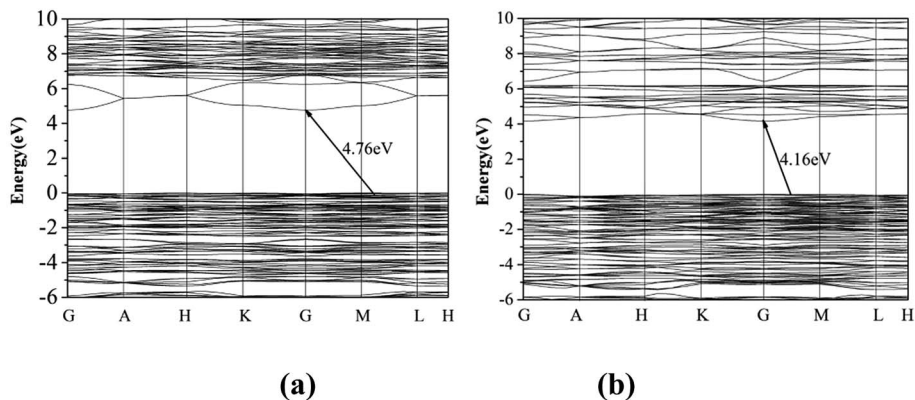 10
8
6
4
2
0
-2
-4
-6
Energy(eV)
4.76eV
G A H K G M L H
(a)
10
8
6
4
2
0
-2
-4
-6
Energy(eV)
4.16eV
G A H K G M L H
(b)